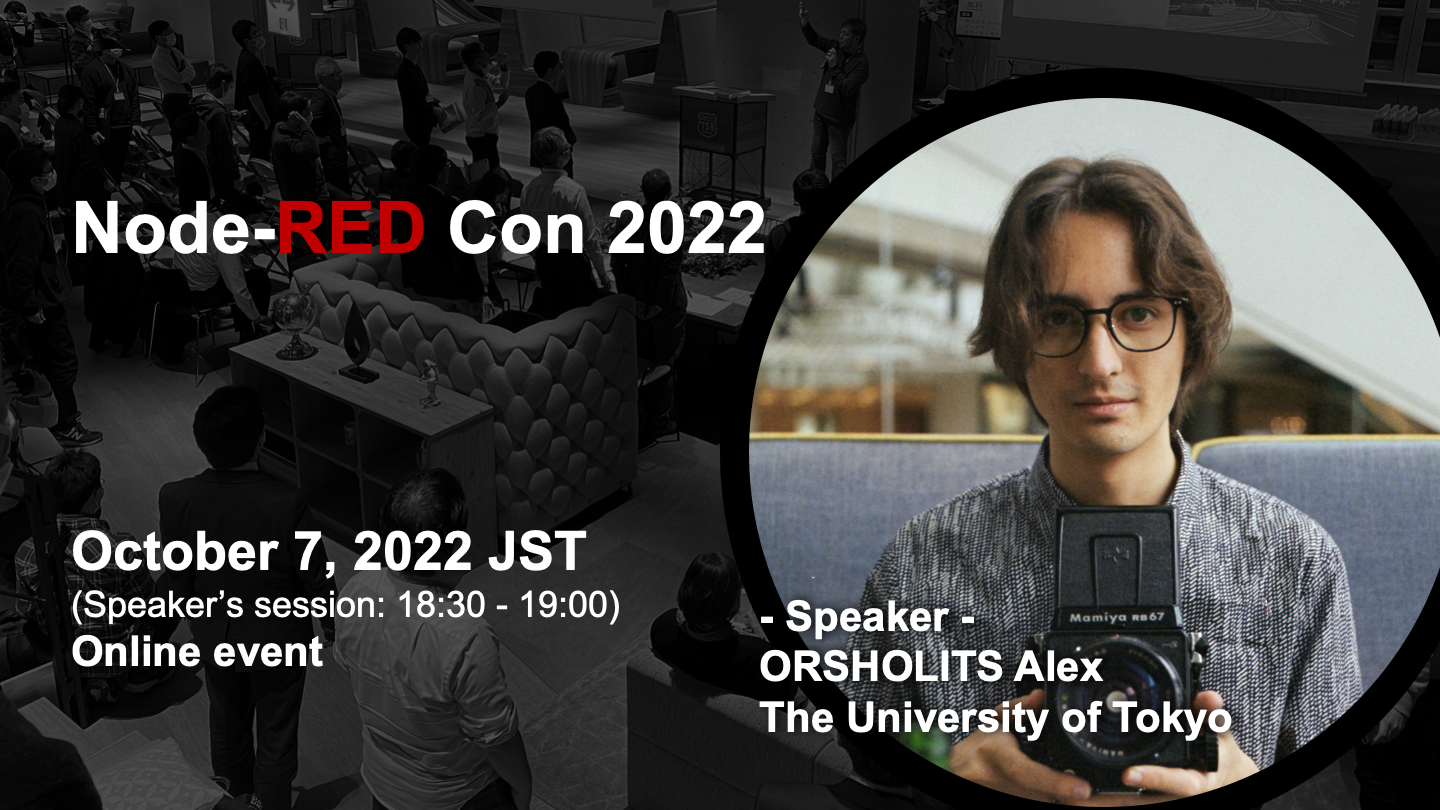 Node-RED Con 2022
October 7, 2022 JST
(Speaker’s session: 18:30 - 19:00)
Online event
- Speaker -
ORSHOLITS Alex
The University of Tokyo
Mamiya RB67